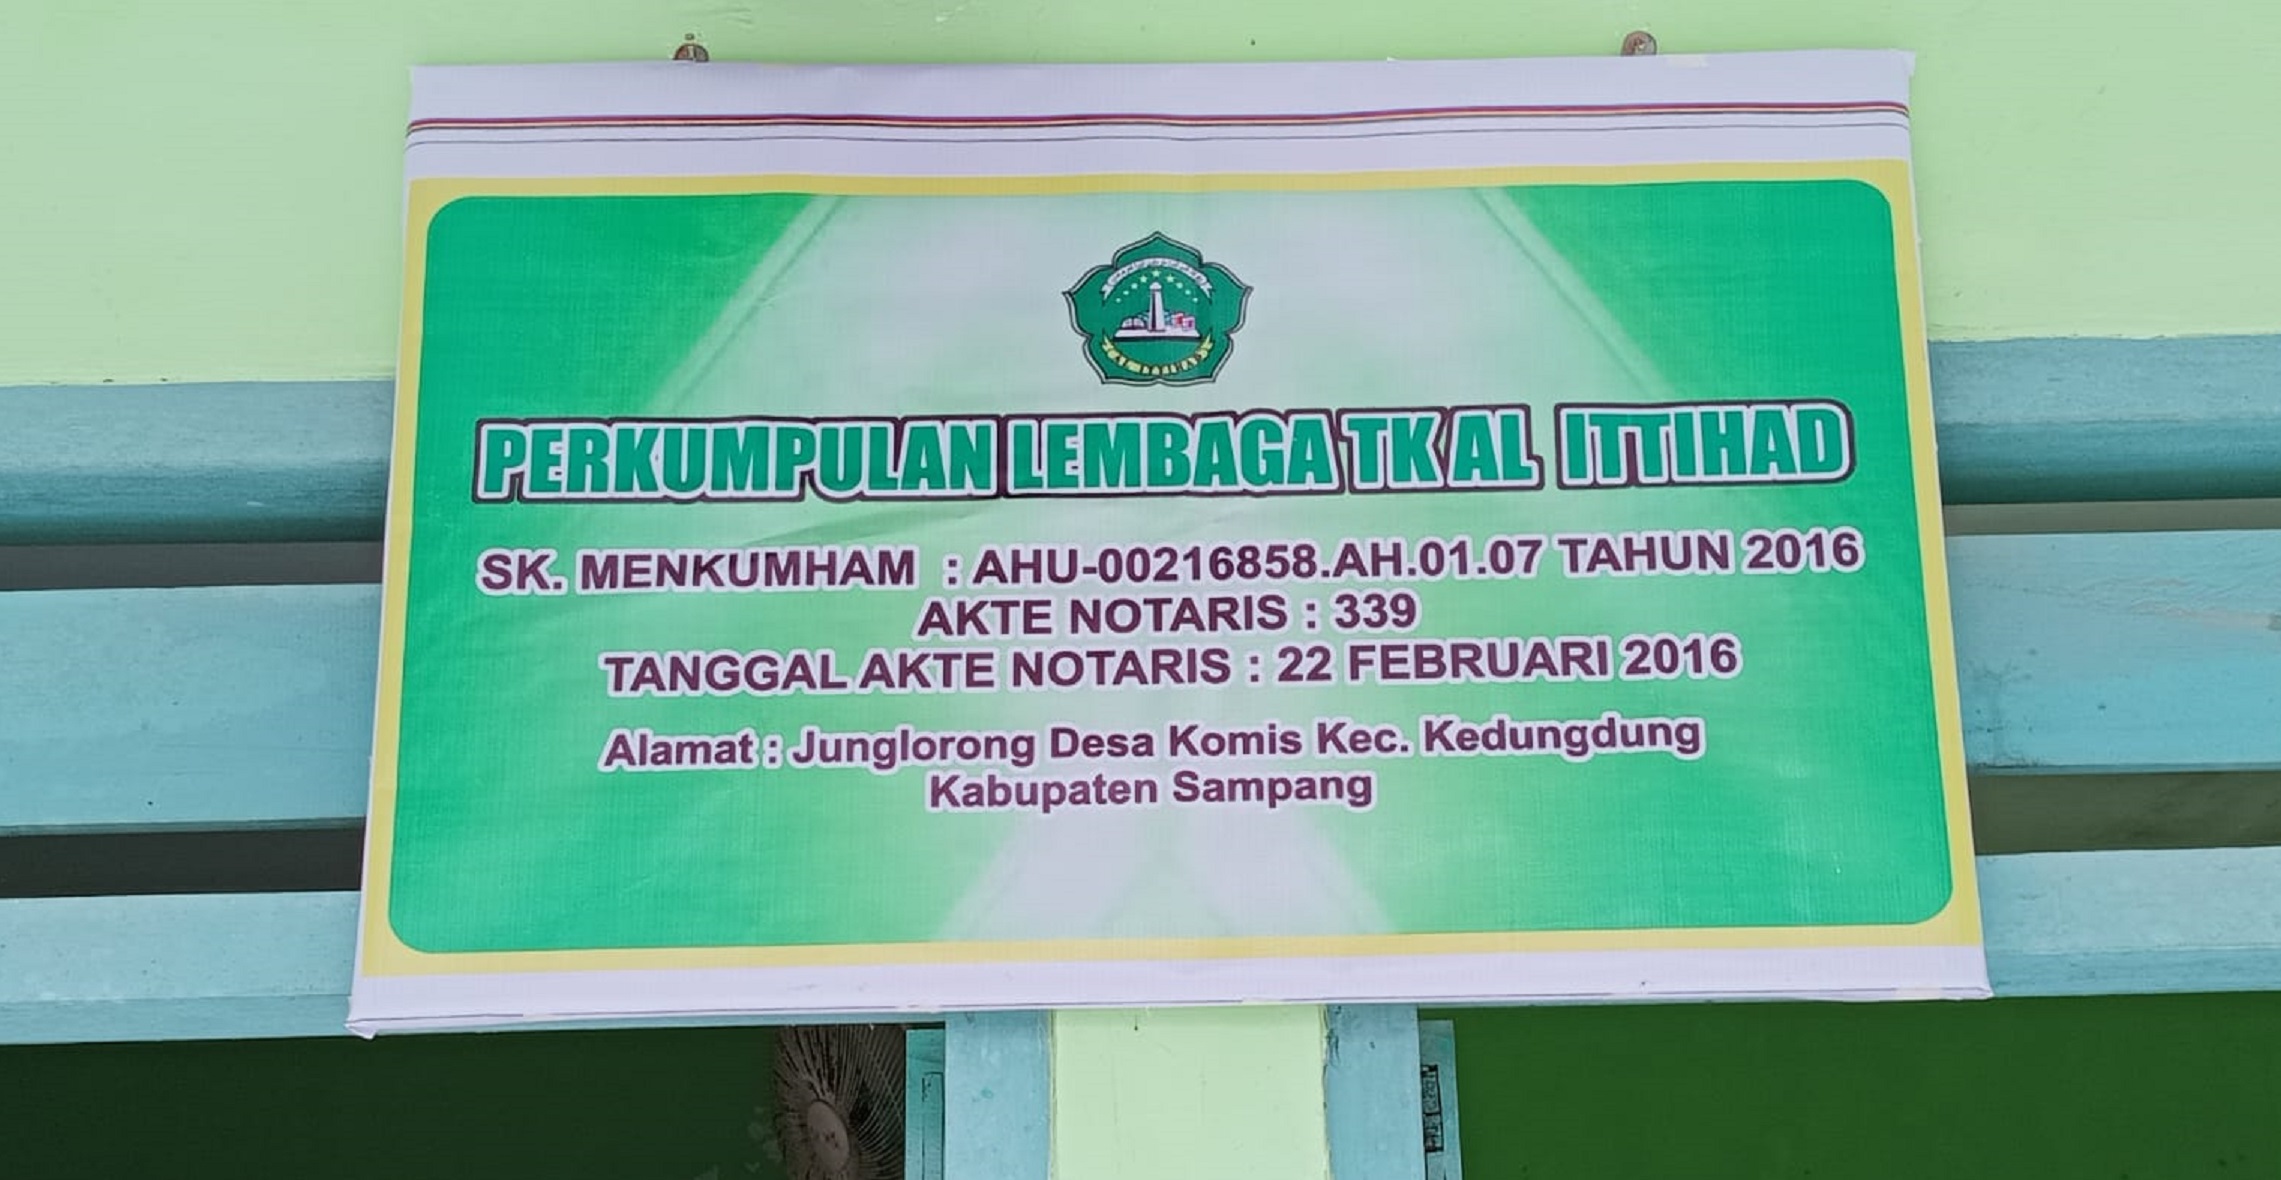 PERKUMPULAN LEMBAGA TK AL ITTIHAD
SK. MENKUMHAM : AHU-00216858.AH.01.07 TAHUN 2016
AKTE NOTARIS : 339
TANGGAL AKTE NOTARIS : 22 FEBRUARI 2016
Alamat : Junglorong Desa Komis Kec. Kedungdung
Kabupaten Sampang